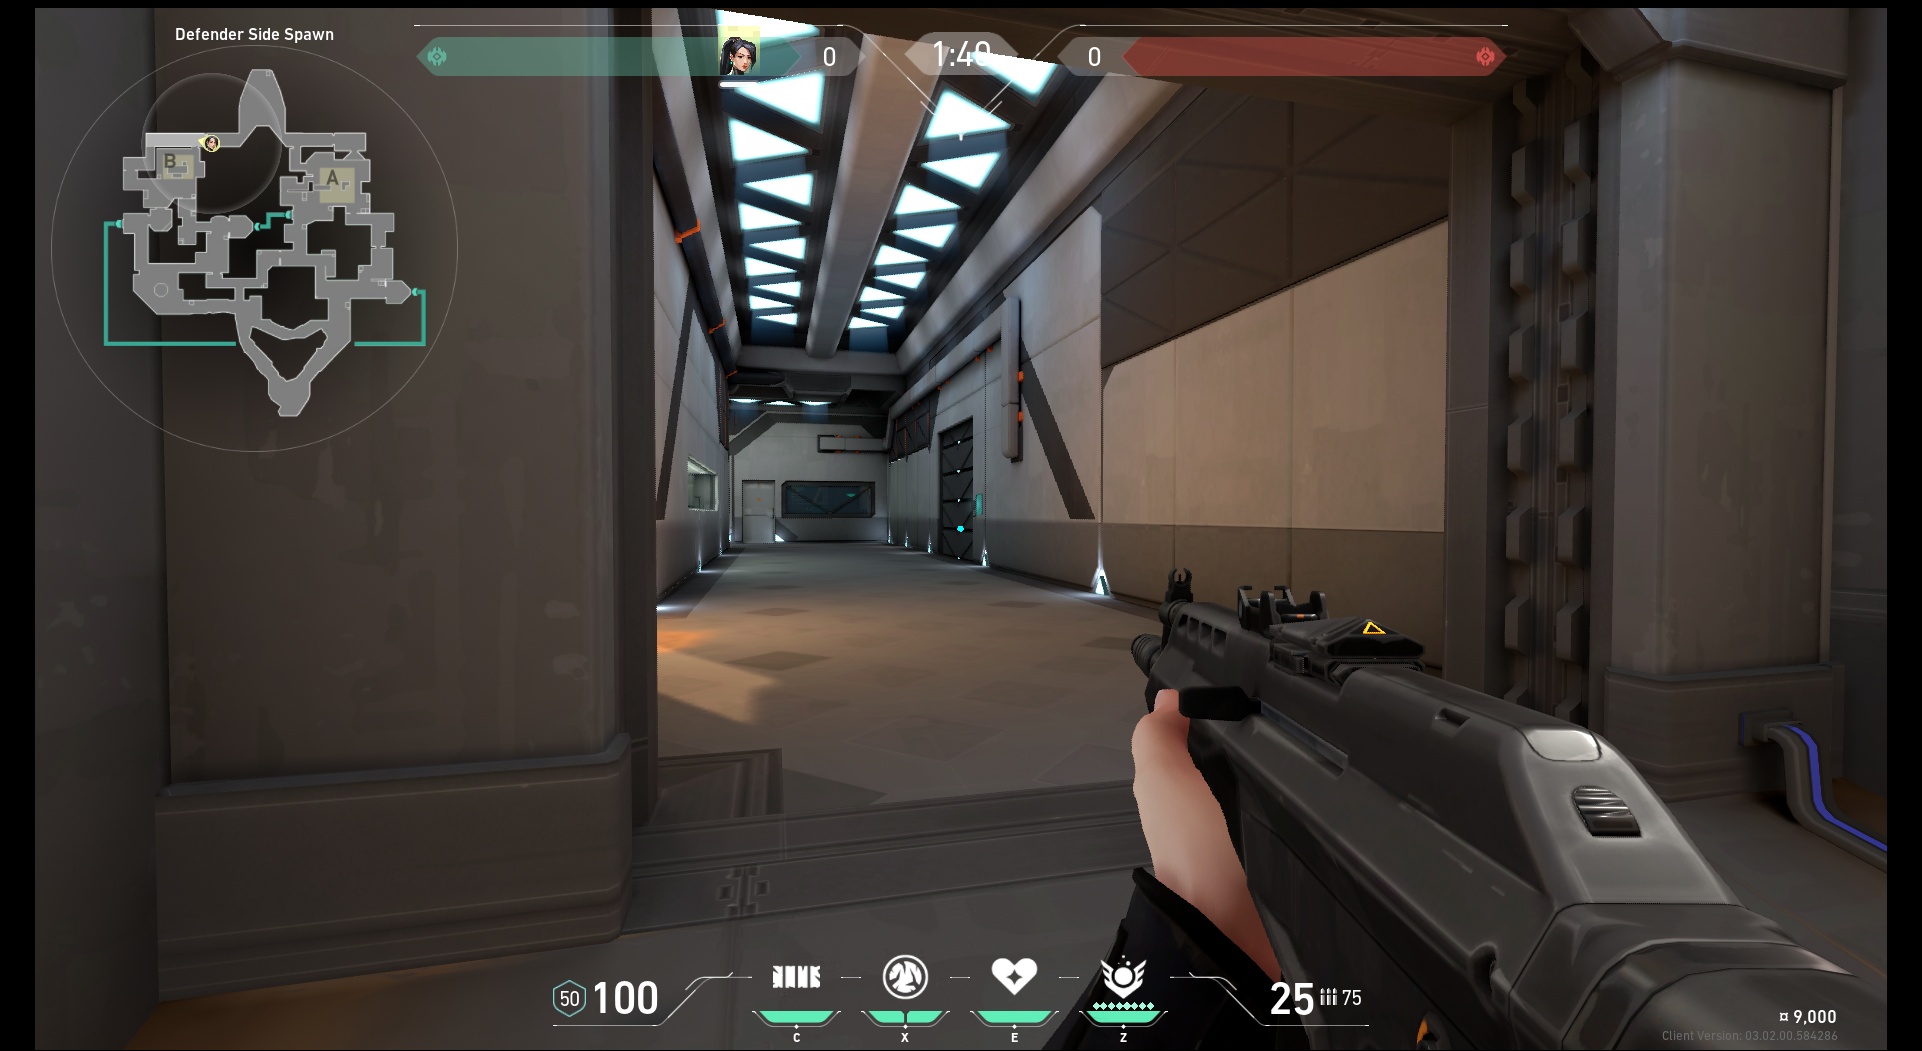 Defender Side Spawn
0
1:40
0
B
A
50
100
25
75
C
X
E
Z
¤ 9,000
Client Version: 03.02.00.584286